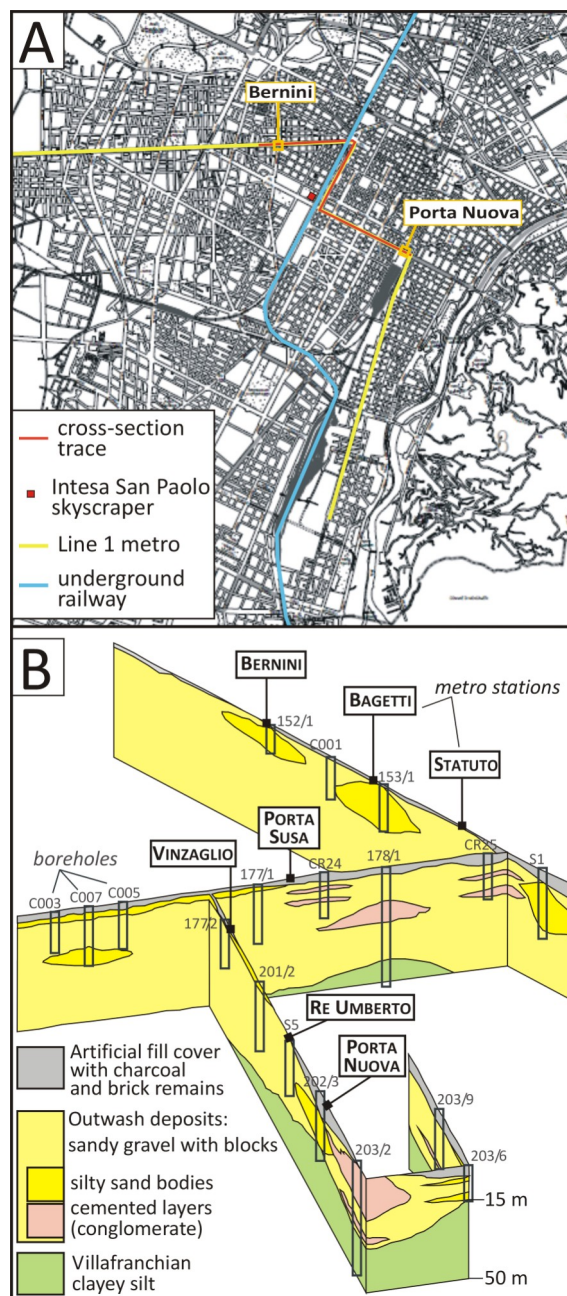 A
Bernini
Porta Nuova
cross-section
trace
Intesa San Paolo
skyscraper
Line 1 metro
underground
railway
B
BERNINI
152/1
BAGETTI
metro stations
C001
153/1
STATUTO
PORTA
SUSA
VINZAGLIO
boreholes
CR24
178/1
CR25
S1
C003
C007
C005
177/1
177/2
201/2
S5
RE UMBERTO
PORTA
NUOVA
202/3
203/9
203/2
203/6
15 m
50 m
Artificial fill cover
with charcoal
and brick remains
Outwash deposits:
sandy gravel with blocks
silty sand bodies
cemented layers
(conglomerate)
Villafranchian
clayey silt